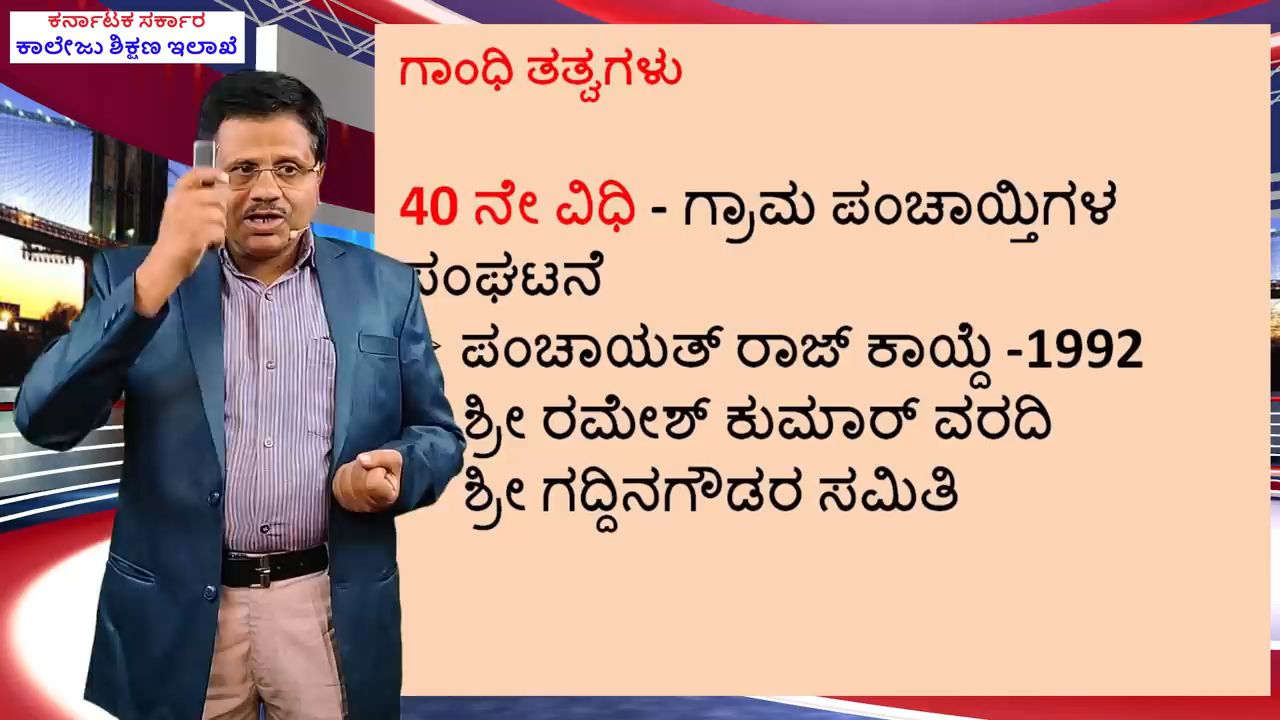 ಕರ್ನಾಟಕ ಸರ್ಕಾರ
ಕಾಲೇಜು ಶಿಕ್ಷಣ ಇಲಾಖೆ
ಗಾಂಧಿ ತತ್ವಗಳು
40 ನೇ ವಿಧಿ - ಗ್ರಾಮ ಪಂಚಾಯ್ತಿಗಳ
ಸಂಘಟನೆ
ಪಂಚಾಯತ್ ರಾಜ್ ಕಾಯ್ದೆ -1992
ಶ್ರೀ ರಮೇಶ್ ಕುಮಾರ್ ವರದಿ
ಶ್ರೀ ಗದ್ದಿನಗೌಡರ ಸಮಿತಿ